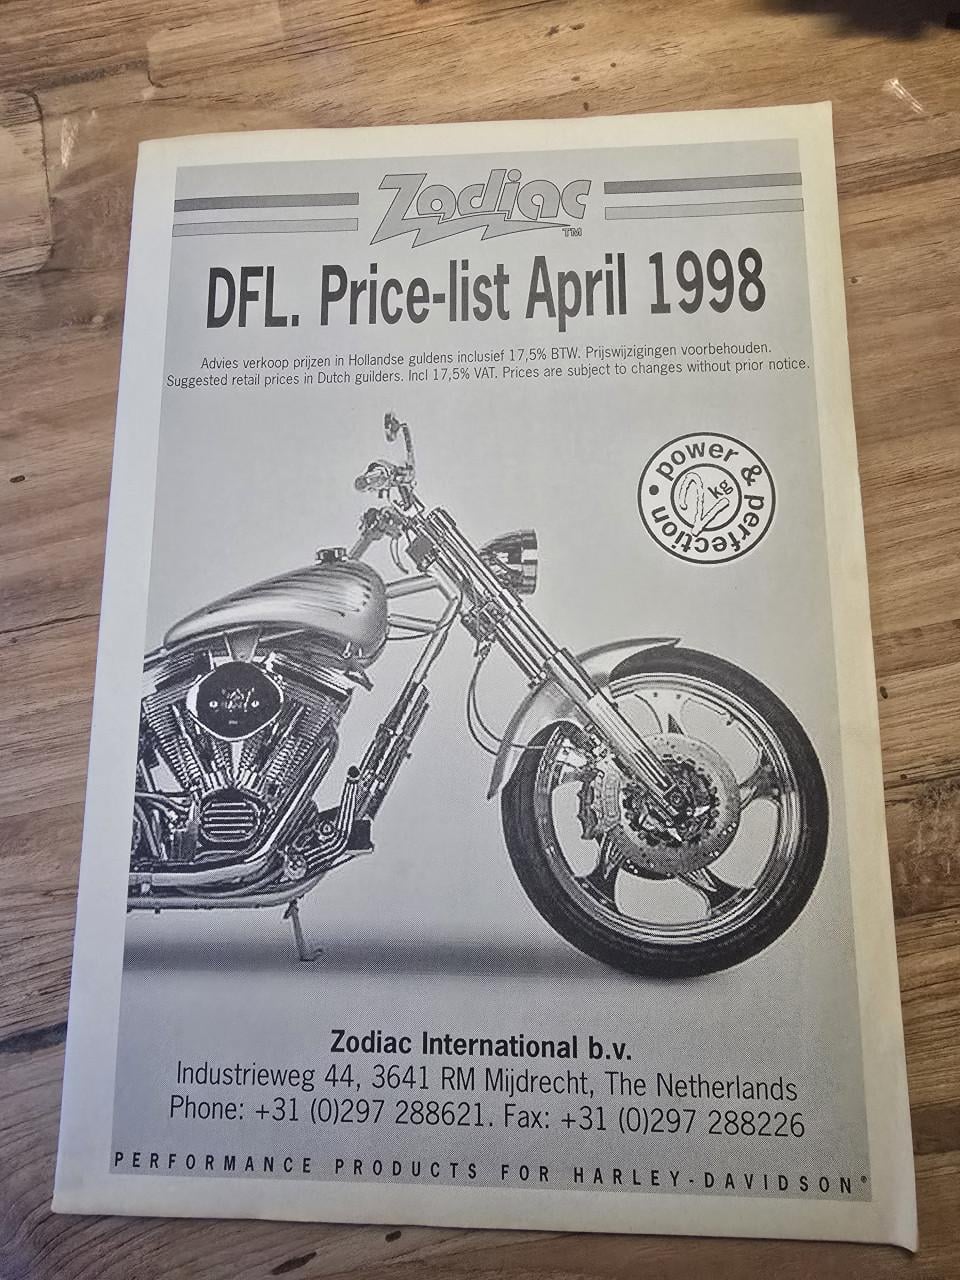 Zodiac
TM
DFL. Price-list April 1998
Advies verkoop prijzen in Hollandse guldens inclusief 17,5% BTW. Prijswijzigingen voorbehouden.
Suggested retail prices in Dutch guilders. Incl 17,5% VAT. Prices are subject to changes without prior notice.
power & perfection •
2 kg
Zodiac International b.v.
Industrieweg 44, 3641 RM Mijdrecht, The Netherlands
Phone: +31 (0)297 288621. Fax: +31 (0)297 288226
PERFORMANCE PRODUCTS FOR HARLEY-DAVIDSON®